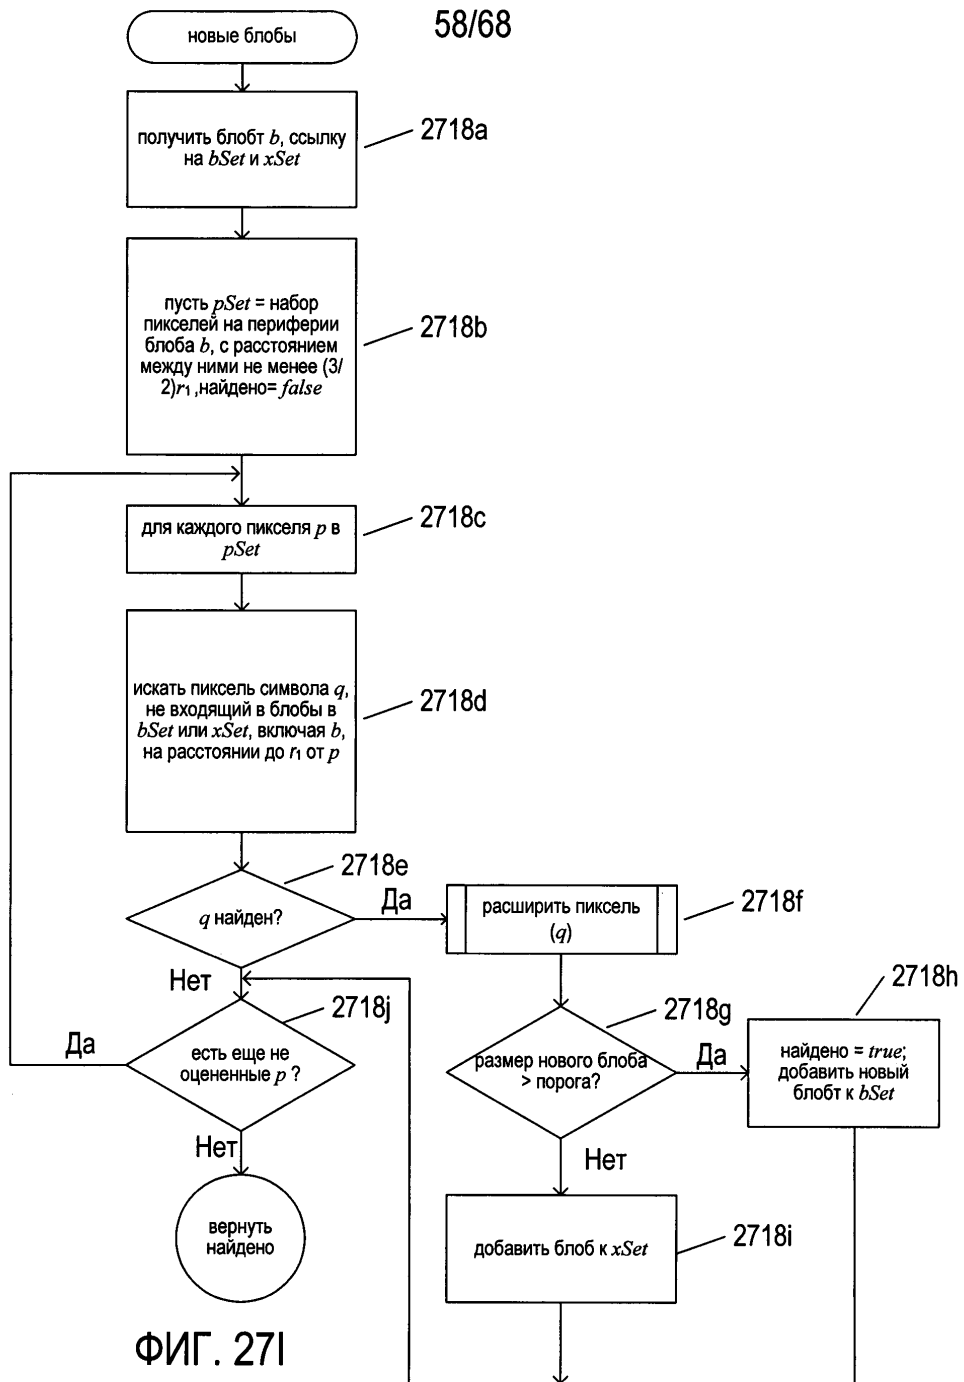 58/68
новые блобы
получить блобт b, ссылку
на bSet и xSet
2718a
пусть pSet = набор
пикселей на периферии
блоба b, с расстоянием
между ними не менее (3/
2)r₁ ,найдено= false
2718b
для каждого пикселя p в
pSet
2718c
искать пиксель символа q,
не входящий в блобы в
bSet или xSet, включая b,
на расстоянии до r₁ от p
2718d
q найден?
2718e
Да
расширить пиксель
(q)
2718f
Нет
есть еще не
оцененные p ?
2718j
Да
размер нового блоба
> порога?
2718g
Да
найдено = true;
добавить новый
блобт к bSet
2718h
Нет
вернуть
найдено
Нет
добавить блоб к xSet
2718i
ФИГ. 27I